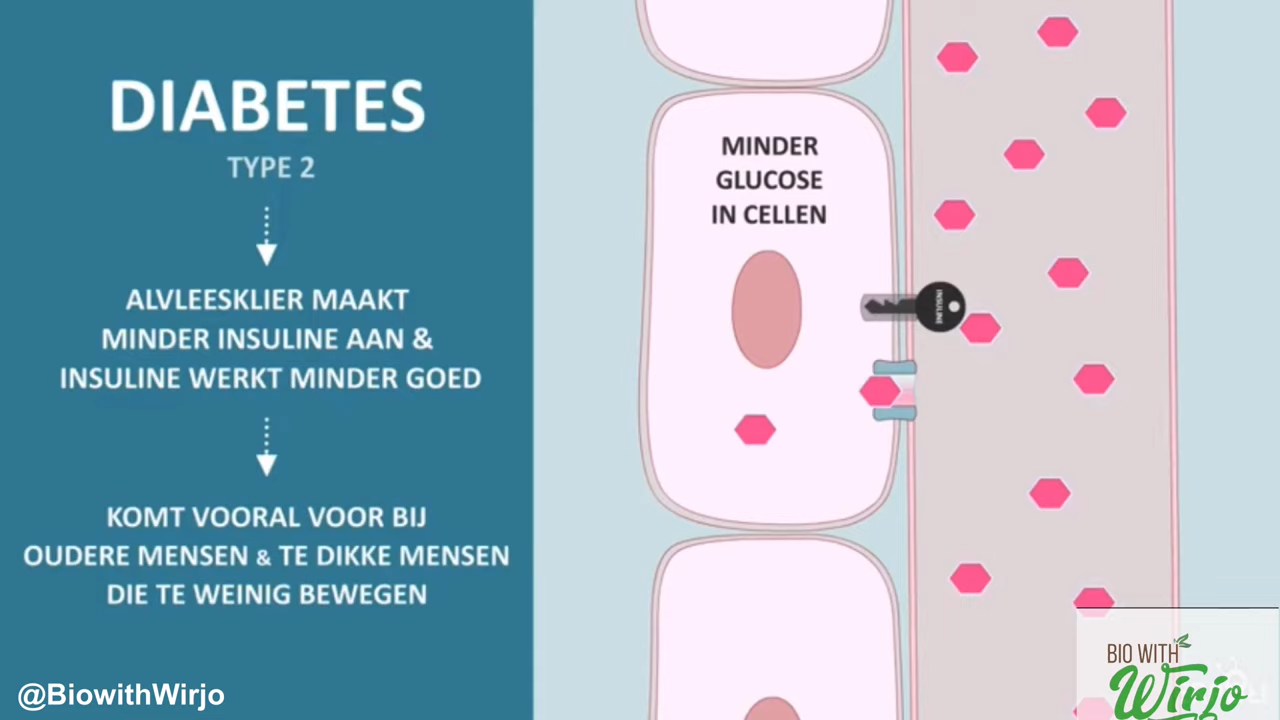 DIABETES
TYPE 2
ALVLEESKLIER MAAKT
MINDER INSULINE AAN &
INSULINE WERKT MINDER GOED
KOMT VOORAL VOOR BIJ
OUDERE MENSEN & TE DIKKE MENSEN
DIE TE WEINIG BEWEGEN
@BiowithWirjo
MINDER
GLUCOSE
IN CELLEN
INSULINE
BIO WITH
Wirjo